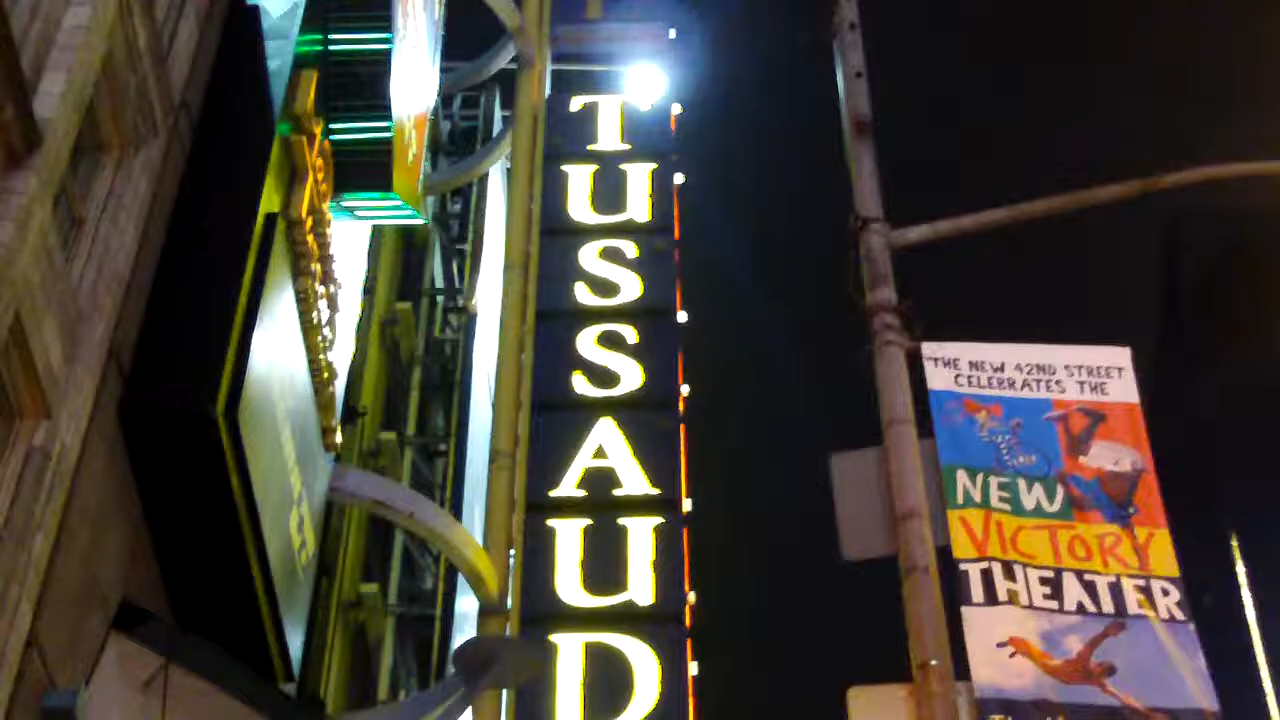 TUSSAUD
"THE NEW 42ND STREET
CELEBRATES THE
NEW
VICTORY
THEATER